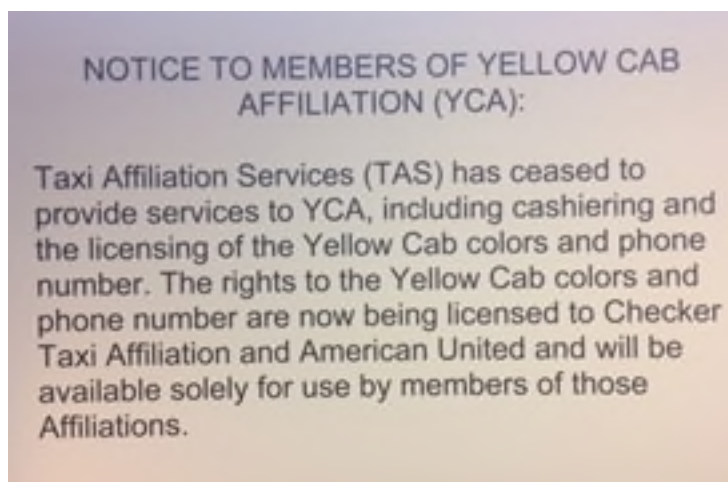 NOTICE TO MEMBERS OF YELLOW CAB
AFFILIATION (YCA):
Taxi Affiliation Services (TAS) has ceased to
provide services to YCA, including cashiering and
the licensing of the Yellow Cab colors and phone
number. The rights to the Yellow Cab colors and
phone number are now being licensed to Checker
Taxi Affiliation and American United and will be
available solely for use by members of those
Affiliations.